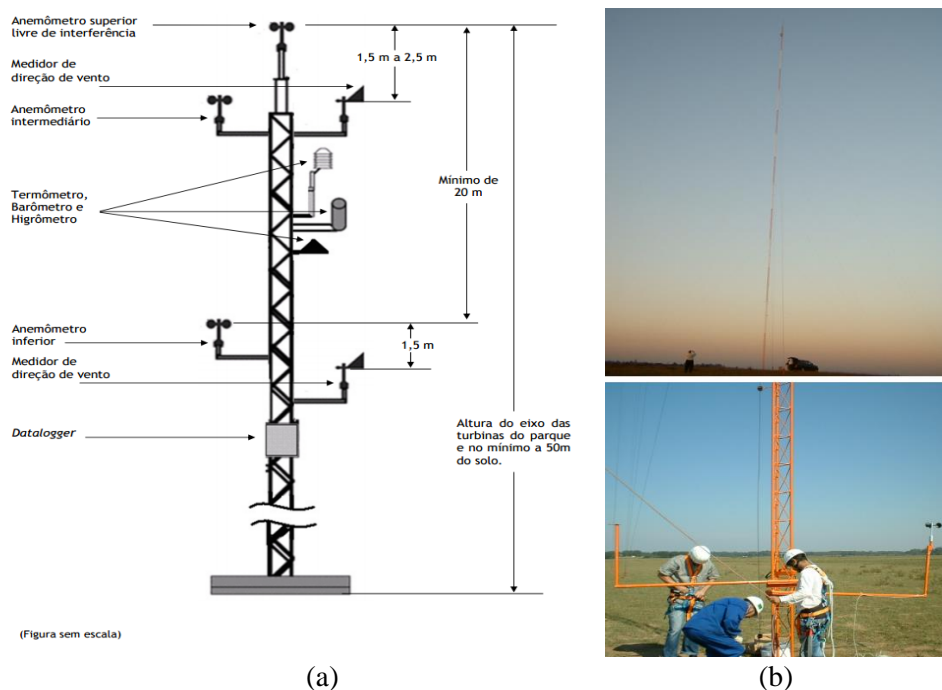 Anemômetro superior
livre de interferência
Medidor de
direção de vento
Anemômetro
intermediário
Termômetro,
Barômetro e
Higrômetro
Anemômetro
inferior
Medidor de
direção de vento
Datalogger
1,5 m a 2,5 m
Mínimo de
20 m
1,5 m
Altura do eixo das
turbinas do parque
e no mínimo a 50m
do solo.
(Figura sem escala)
(a)
(b)